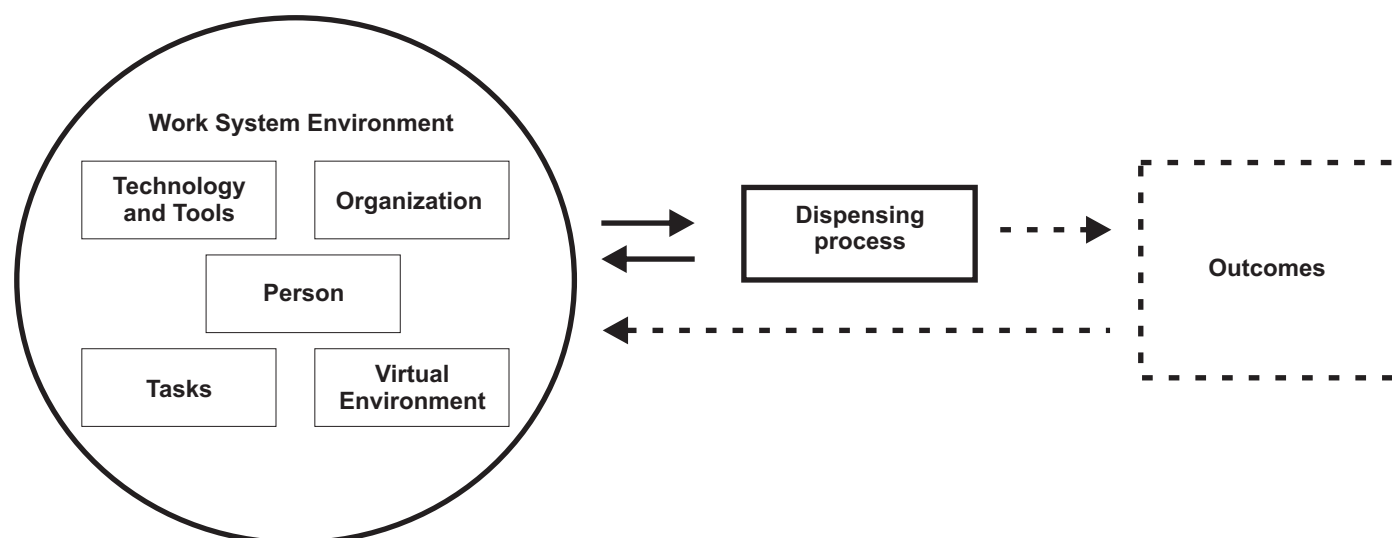 Work System Environment
Technology
and Tools
Organization
Person
Tasks
Virtual
Environment
Dispensing
process
Outcomes